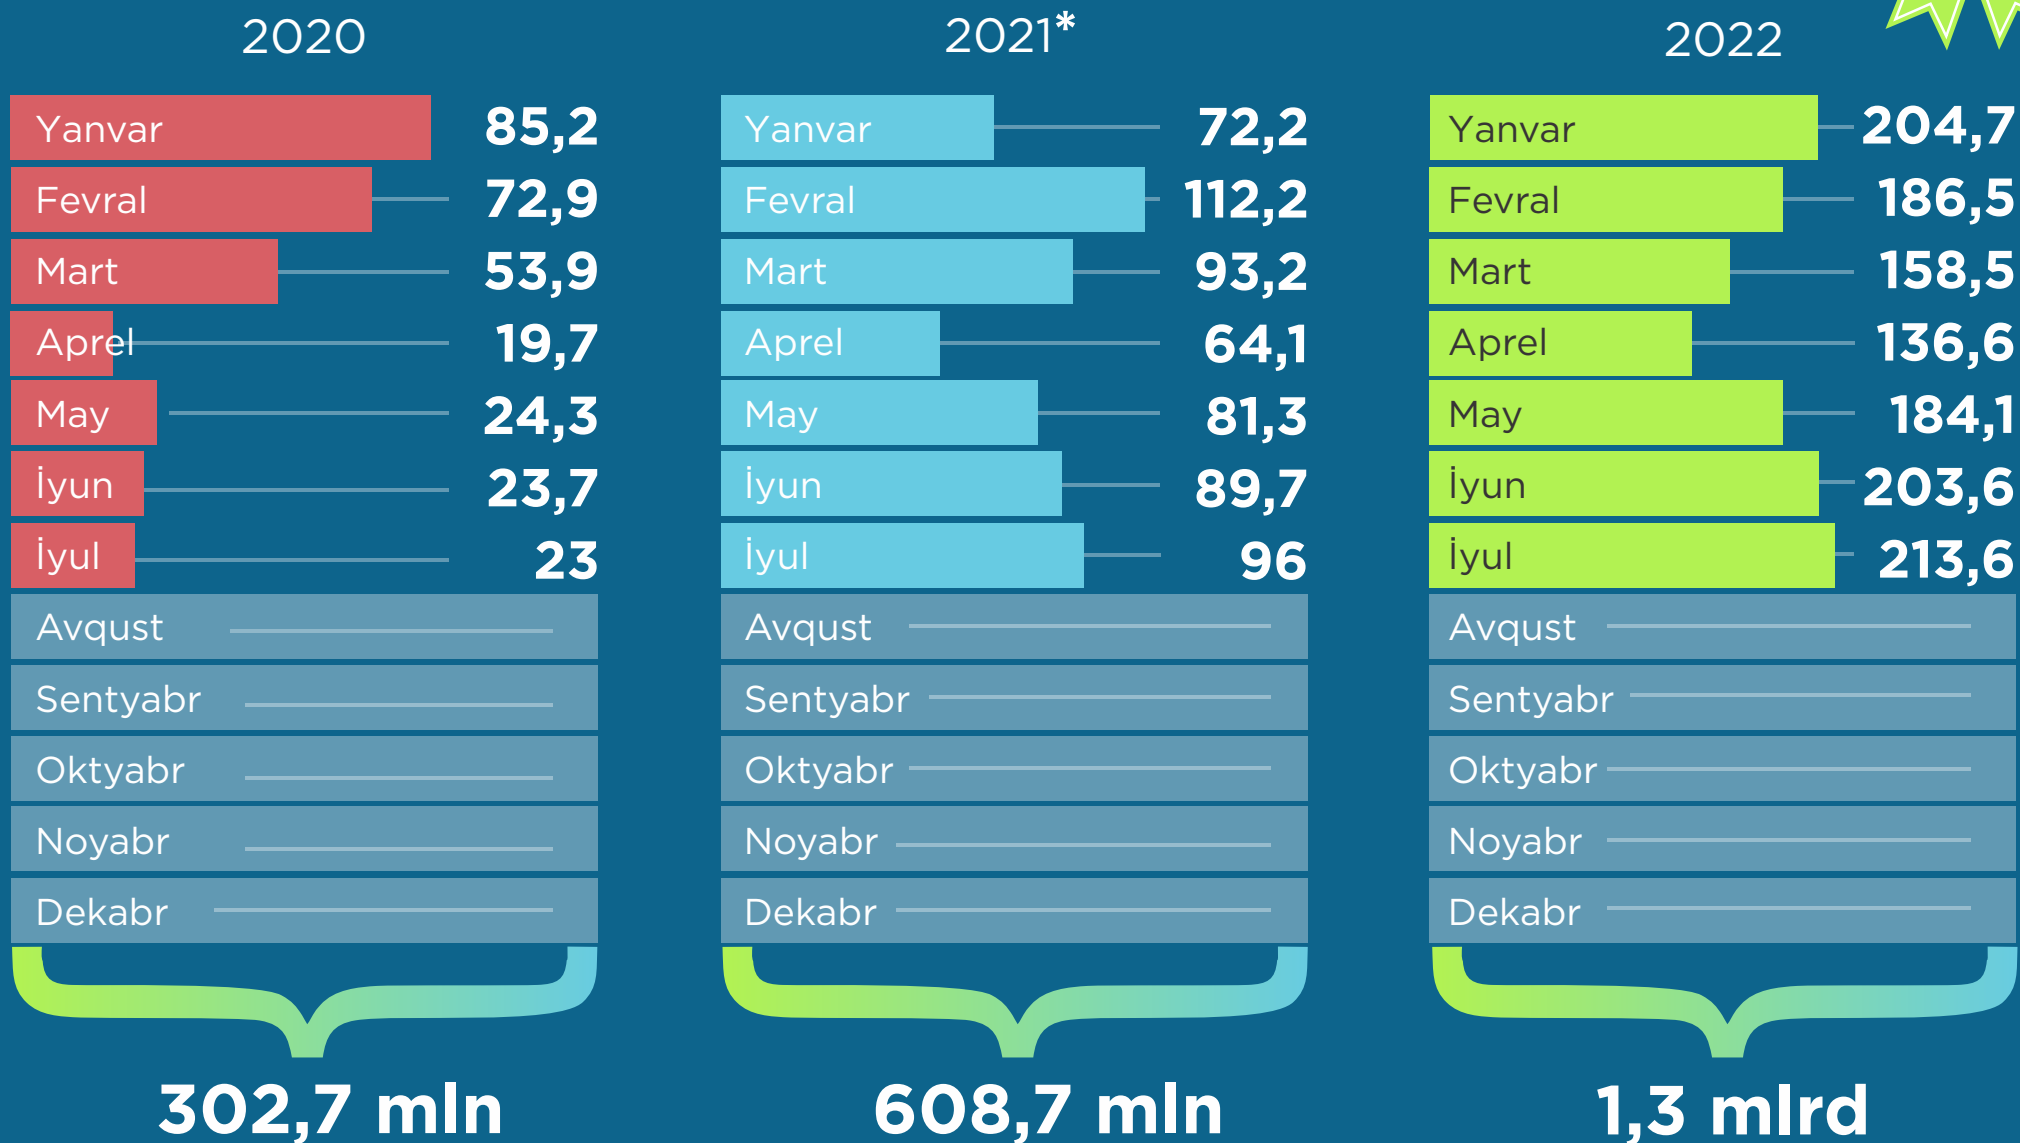 2020
Yanvar 85,2
Fevral 72,9
Mart 53,9
Aprel 19,7
May 24,3
İyun 23,7
İyul 23
Avqust
Sentyabr
Oktyabr
Noyabr
Dekabr
302,7 mln
2021*
Yanvar 72,2
Fevral 112,2
Mart 93,2
Aprel 64,1
May 81,3
İyun 89,7
İyul 96
Avqust
Sentyabr
Oktyabr
Noyabr
Dekabr
608,7 mln
2022
Yanvar 204,7
Fevral 186,5
Mart 158,5
Aprel 136,6
May 184,1
İyun 203,6
İyul 213,6
Avqust
Sentyabr
Oktyabr
Noyabr
Dekabr
1,3 mlrd